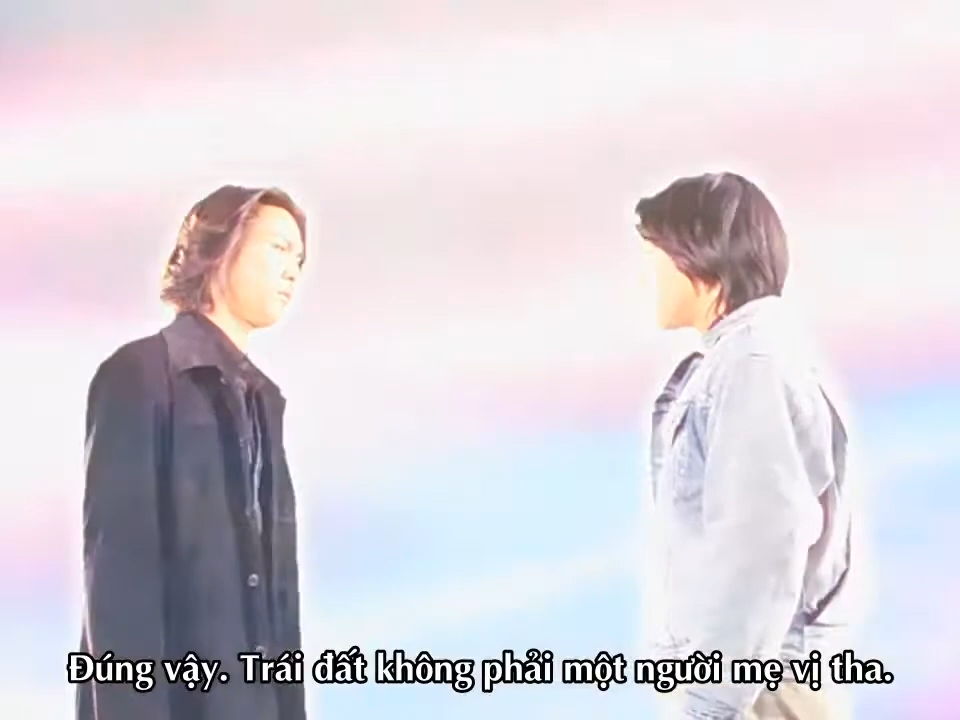 Đúng vậy. Trái đất không phải một người mẹ vị tha.